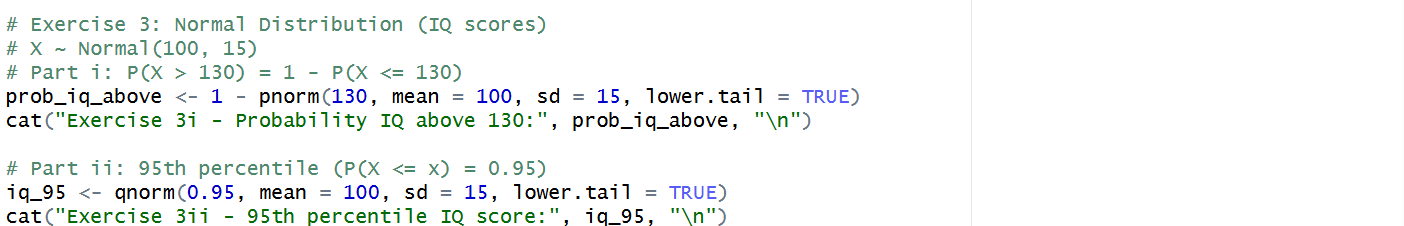 # Exercise 3: Normal Distribution (IQ scores)
# X ~ Normal(100, 15)
# Part i: P(X > 130) = 1 - P(X <= 130)
prob_iq_above <- 1 - pnorm(130, mean = 100, sd = 15, lower.tail = TRUE)
cat("Exercise 3i - Probability IQ above 130:", prob_iq_above, "\n")

# Part ii: 95th percentile (P(X <= x) = 0.95)
iq_95 <- qnorm(0.95, mean = 100, sd = 15, lower.tail = TRUE)
cat("Exercise 3ii - 95th percentile IQ score:", iq_95, "\n")